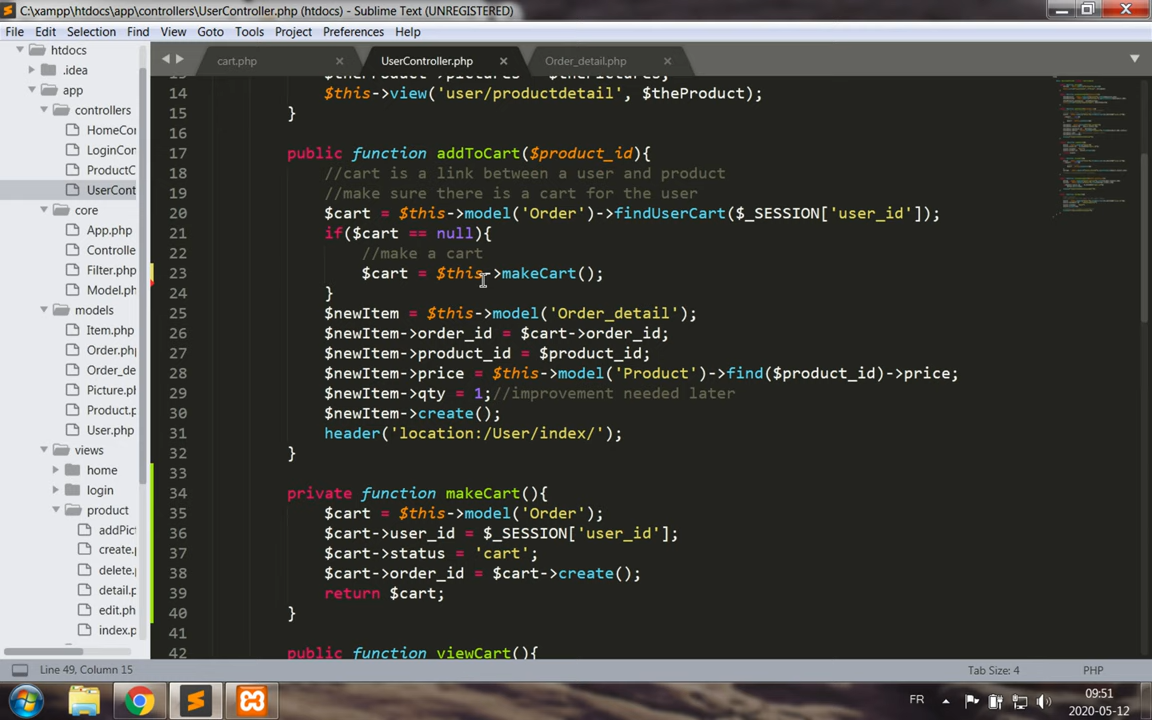 C:\xampp\htdocs\app\controllers\UserController.php (htdocs) - Sublime Text (UNREGISTERED)
File Edit Selection Find View Goto Tools Project Preferences Help
htdocs
.idea
app
controllers
HomeCor
LoginCon
ProductC
UserCont
core
App.php
Controlle
Filter.php
Model.ph
models
Item.php
Order.php
Order_de
Picture.ph
Product.p
User.php
views
home
login
product
addPict
create.
delete.p
detail.p
edit.ph
index.p
cart.php
UserController.php
Order_detail.php
14 $this->view('user/productdetail', $theProduct);
15 }
16
17 public function addToCart($product_id){
18 //cart is a link between a user and product
19 //make sure there is a cart for the user
20 $cart = $this->model('Order')->findUserCart($_SESSION['user_id']);
21 if($cart == null){
22 //make a cart
23 $cart = $this->makeCart();
24 }
25 $newItem = $this->model('Order_detail');
26 $newItem->order_id = $cart->order_id;
27 $newItem->product_id = $product_id;
28 $newItem->price = $this->model('Product')->find($product_id)->price;
29 $newItem->qty = 1;//improvement needed later
30 $newItem->create();
31 header('location:/User/index/');
32 }
33
34 private function makeCart(){
35 $cart = $this->model('Order');
36 $cart->user_id = $_SESSION['user_id'];
37 $cart->status = 'cart';
38 $cart->order_id = $cart->create();
39 return $cart;
40 }
41
42 public function viewCart(){
Line 49, Column 15
Tab Size: 4
PHP
FR
09:51
2020-05-12